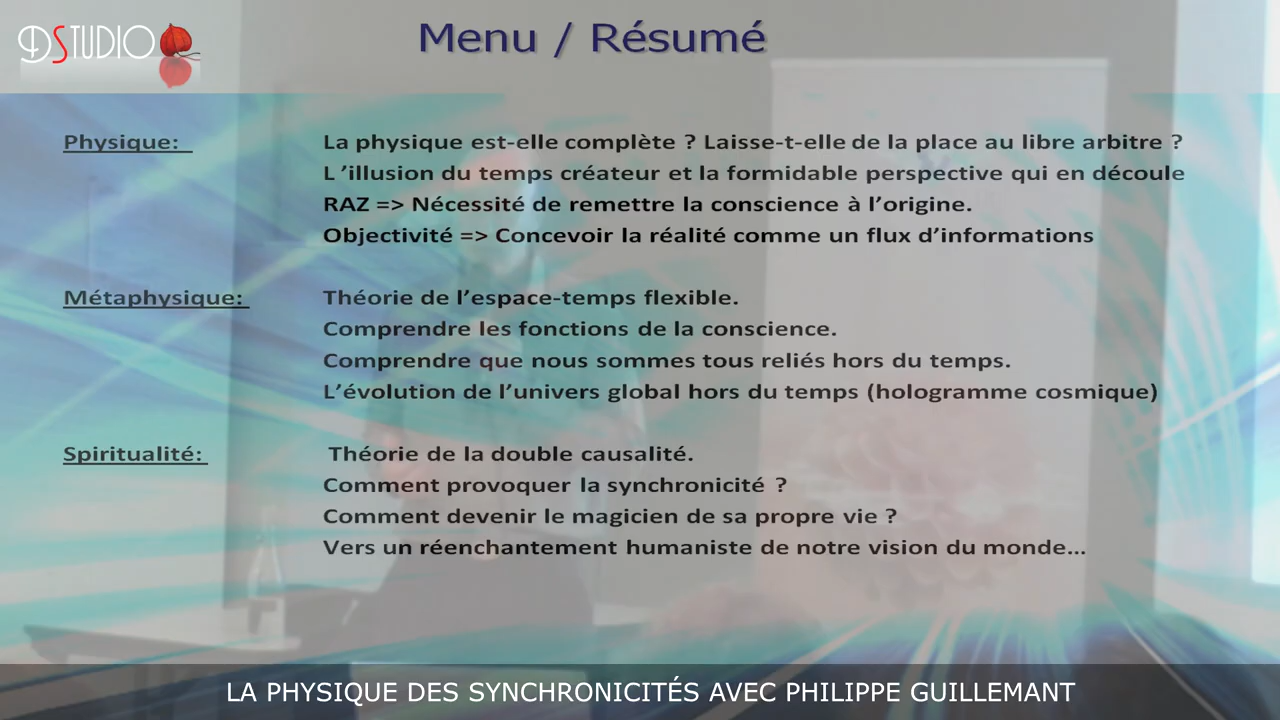 DSTUDIO
Menu / Résumé
Physique: La physique est-elle complète ? Laisse-t-elle de la place au libre arbitre ?
L ’illusion du temps créateur et la formidable perspective qui en découle
RAZ => Nécessité de remettre la conscience à l’origine.
Objectivité => Concevoir la réalité comme un flux d’informations
Métaphysique: Théorie de l’espace-temps flexible.
Comprendre les fonctions de la conscience.
Comprendre que nous sommes tous reliés hors du temps.
L’évolution de l’univers global hors du temps (hologramme cosmique)
Spiritualité: Théorie de la double causalité.
Comment provoquer la synchronicité ?
Comment devenir le magicien de sa propre vie ?
Vers un réenchantement humaniste de notre vision du monde...
LA PHYSIQUE DES SYNCHRONICITÉS AVEC PHILIPPE GUILLEMANT